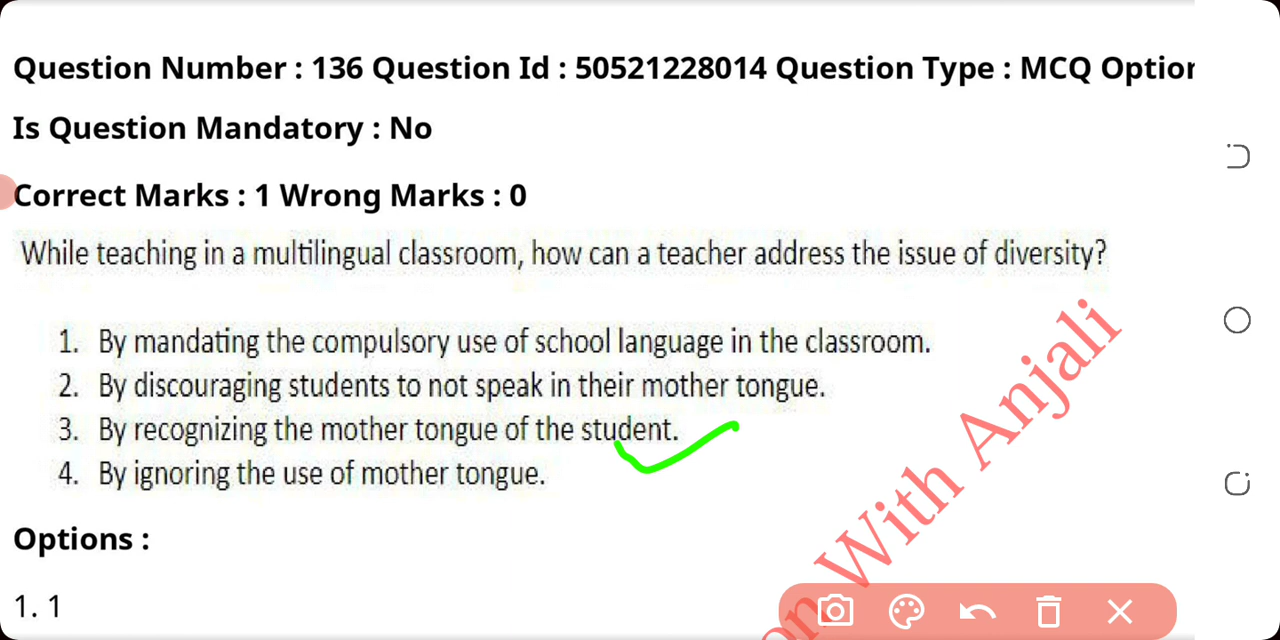 Question Number : 136 Question Id : 50521228014 Question Type : MCQ Option
Is Question Mandatory : No
Correct Marks : 1 Wrong Marks : 0
While teaching in a multilingual classroom, how can a teacher address the issue of diversity?
1. By mandating the compulsory use of school language in the classroom.
2. By discouraging students to not speak in their mother tongue.
3. By recognizing the mother tongue of the student.
4. By ignoring the use of mother tongue.
With Anjali
Options :
1. 1